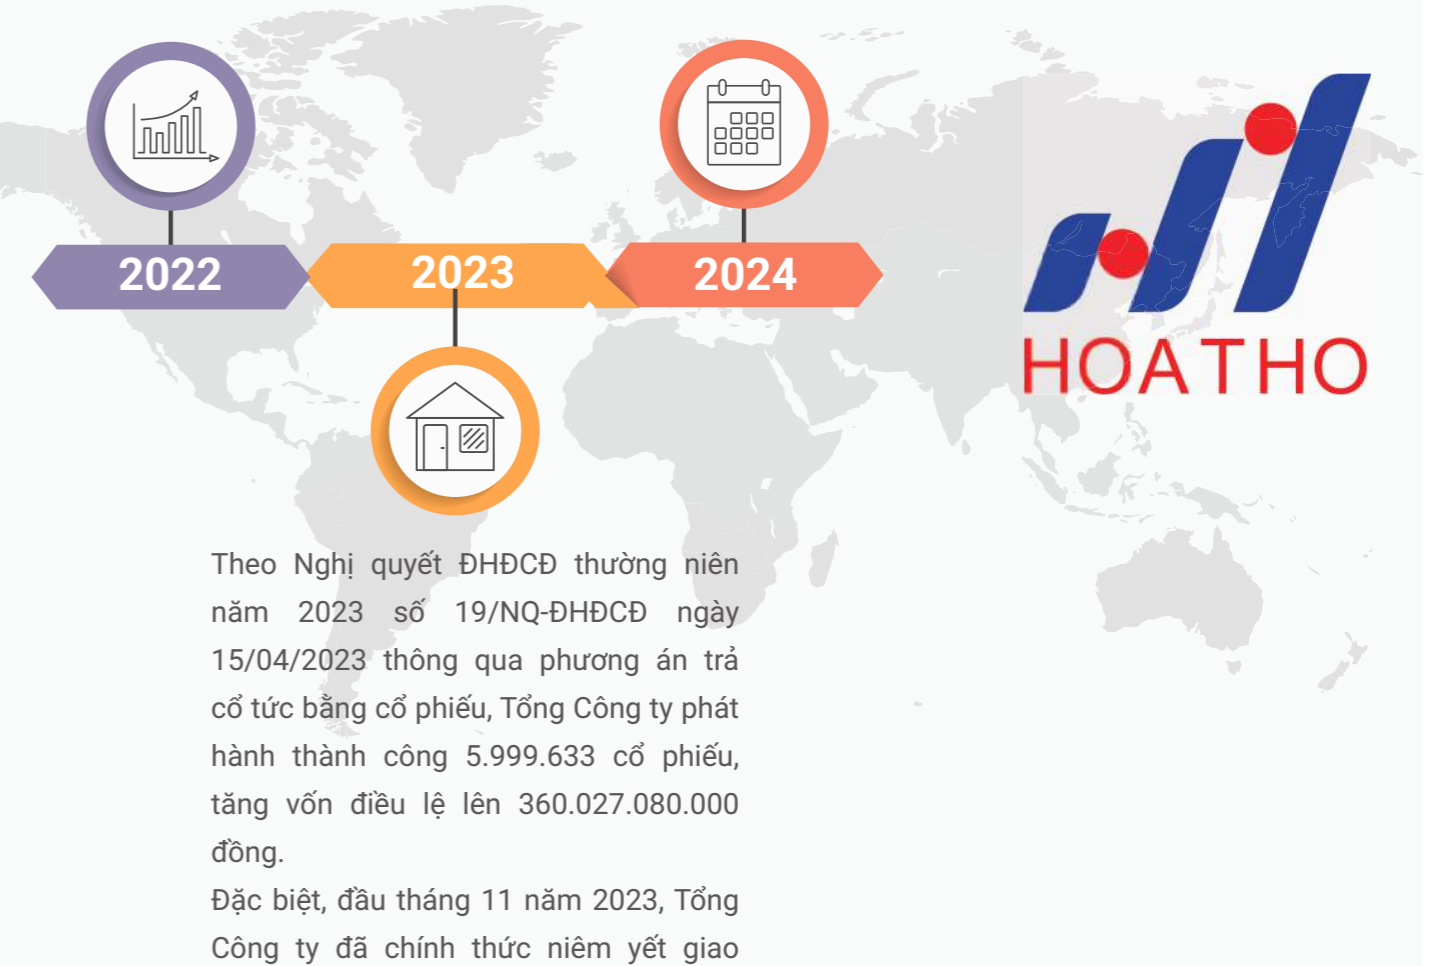 2022
2023
2024
HOATHO
Theo Nghị quyết ĐHĐCĐ thường niên
năm 2023 số 19/NQ-ĐHĐCĐ ngày
15/04/2023 thông qua phương án trả
cổ tức bằng cổ phiếu, Tổng Công ty phát
hành thành công 5.999.633 cổ phiếu,
tăng vốn điều lệ lên 360.027.080.000
đồng.
Đặc biệt, đầu tháng 11 năm 2023, Tổng
Công ty đã chính thức niêm yết giao